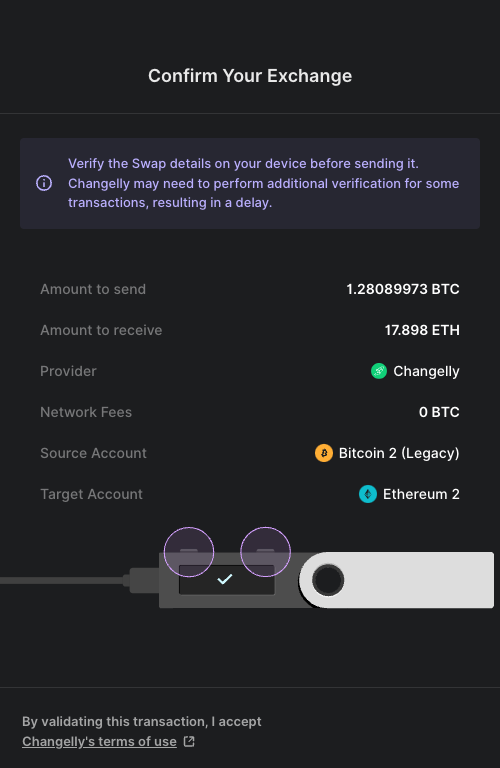 Confirm Your Exchange
Verify the Swap details on your device before sending it.
Changelly may need to perform additional verification for some
transactions, resulting in a delay.
Amount to send 1.28089973 BTC
Amount to receive 17.898 ETH
Provider Changelly
Network Fees 0 BTC
Source Account Bitcoin 2 (Legacy)
Target Account Ethereum 2
By validating this transaction, I accept
Changelly's terms of use